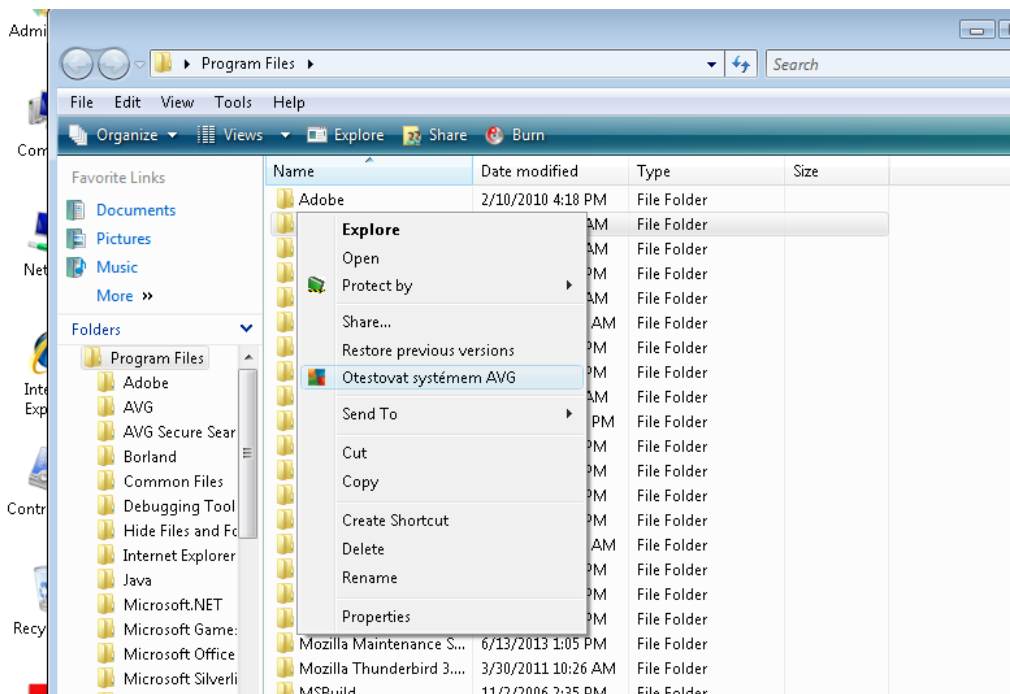 Admi
Program Files
Search
File Edit View Tools Help
Organize Views Explore Share Burn
Com
Favorite Links
Name Date modified Type Size
Documents
Adobe 2/10/2010 4:18 PM File Folder
Pictures
AM File Folder
AM File Folder
Net
Music
PM File Folder
More »
AM File Folder
Folders
AM File Folder
Program Files
PM File Folder
Inte
Exp
Adobe
PM File Folder
AVG
AM File Folder
AVG Secure Sear
PM File Folder
Borland
PM File Folder
Common Files
PM File Folder
Contr
Debugging Tool
PM File Folder
Hide Files and Fo
PM File Folder
Internet Explorer
AM File Folder
Java
PM File Folder
Microsoft.NET
PM File Folder
Recy
Microsoft Game:
PM File Folder
Microsoft Office
Mozilla Maintenance S... 6/13/2013 1:05 PM File Folder
Microsoft Silverli
Mozilla Thunderbird 3.... 3/30/2011 10:26 AM File Folder
MSBuild 11/2/2006 2:35 PM File Folder
Explore
Open
Protect by
Share...
Restore previous versions
Otestovat systémem AVG
Send To
Cut
Copy
Create Shortcut
Delete
Rename
Properties